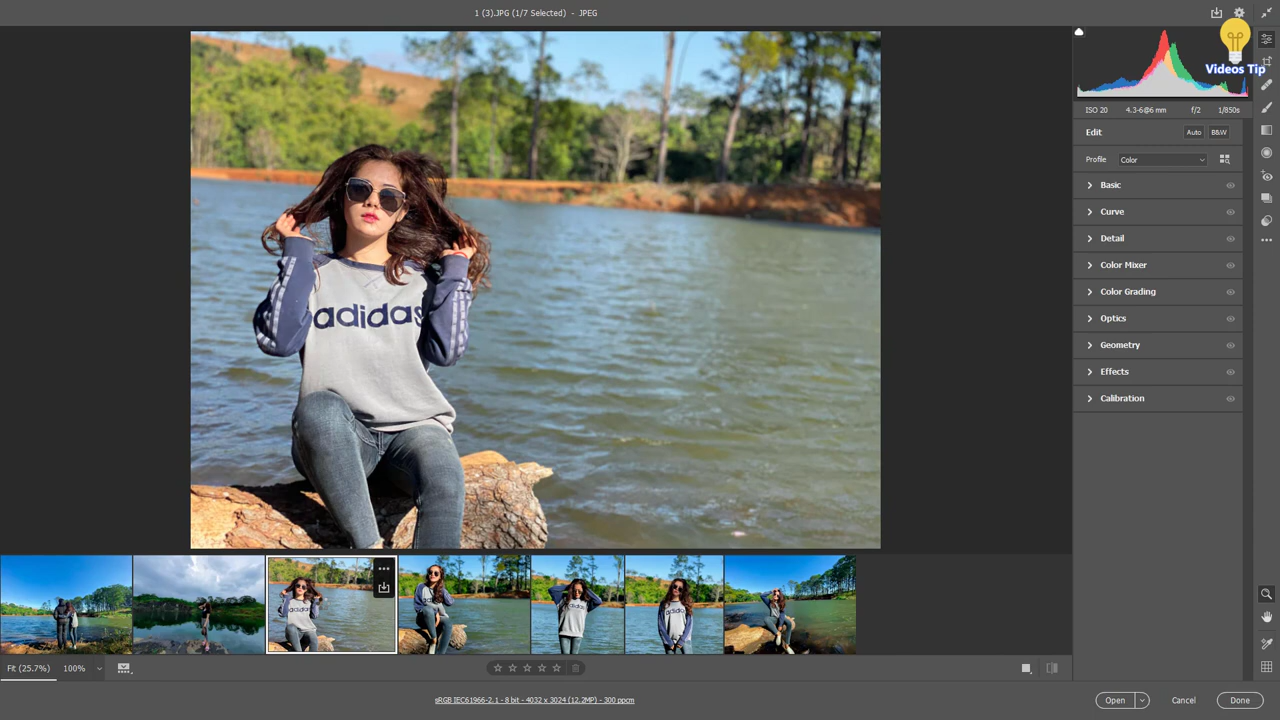 1 (3).JPG (1/7 Selected) - JPEG
Videos Tip
ISO 20 4.3-6@6 mm f/2 1/850s
Edit Auto B&W
Profile Color
Basic
Curve
Detail
Color Mixer
Color Grading
Optics
Geometry
Effects
Calibration
adidas
Fit (25.7%) 100%
sRGB IEC61966-2.1 - 8 bit - 4032 x 3024 (12.2MP) - 300 ppcm
Open Cancel Done